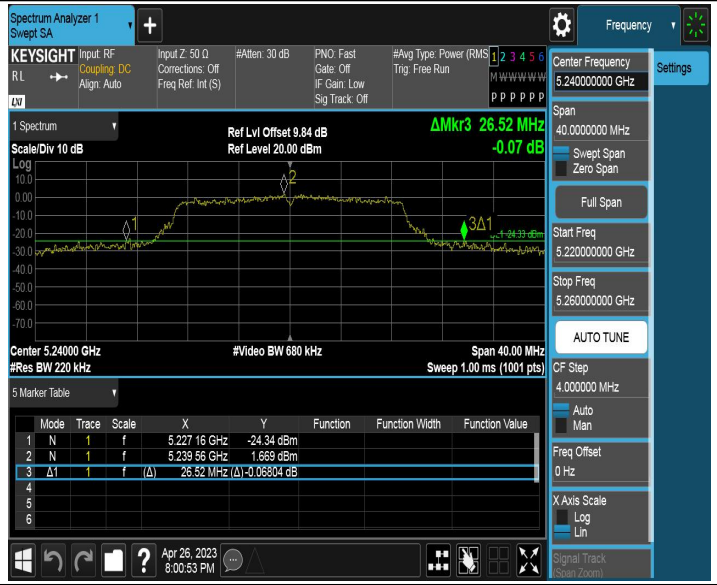 Spectrum Analyzer 1
Swept SA
Frequency
KEYSIGHT
RL
LXI
Input: RF
Coupling: DC
Align: Auto
Input Z: 50 Ω
Corrections: Off
Freq Ref: Int (S)
#Atten: 30 dB
PNO: Fast
Gate: Off
IF Gain: Low
Sig Track: Off
#Avg Type: Power (RMS
Trig: Free Run
1 2 3 4 5 6
M W W W W W
P P P P P P
1 Spectrum
Scale/Div 10 dB
Ref Lvl Offset 9.84 dB
Ref Level 20.00 dBm
ΔMkr3 26.52 MHz
-0.07 dB
Log
10.0
0.00
-10.0
-20.0
-30.0
-40.0
-50.0
-60.0
-70.0
1
2
3Δ1
-24.33 dBm
Center 5.24000 GHz
#Video BW 680 kHz
Span 40.00 MHz
#Res BW 220 kHz
Sweep 1.00 ms (1001 pts)
5 Marker Table
Mode Trace Scale X Y Function Function Width Function Value
1 N 1 f 5.227 16 GHz -24.34 dBm
2 N 1 f 5.239 56 GHz 1.669 dBm
3 Δ1 1 f (Δ) 26.52 MHz (Δ) -0.06804 dB
4
5
6
Apr 26, 2023
8:00:53 PM
Center Frequency
5.240000000 GHz
Settings
Span
40.0000000 MHz
Swept Span
Zero Span
Full Span
Start Freq
5.220000000 GHz
Stop Freq
5.260000000 GHz
AUTO TUNE
CF Step
4.000000 MHz
Auto
Man
Freq Offset
0 Hz
X Axis Scale
Log
Lin
Signal Track
(Span Zoom)